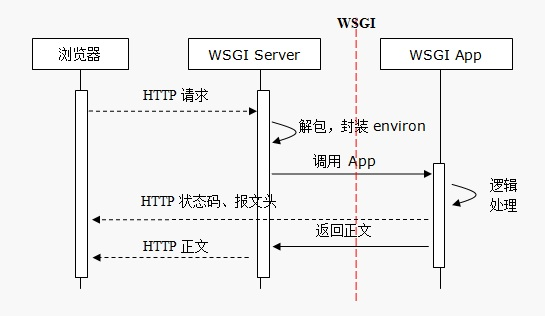 WSGI
浏览器
WSGI Server
WSGI App
HTTP 请求
解包，封装 environ
调用 App
逻辑
处理
HTTP 状态码、报文头
返回正文
HTTP 正文